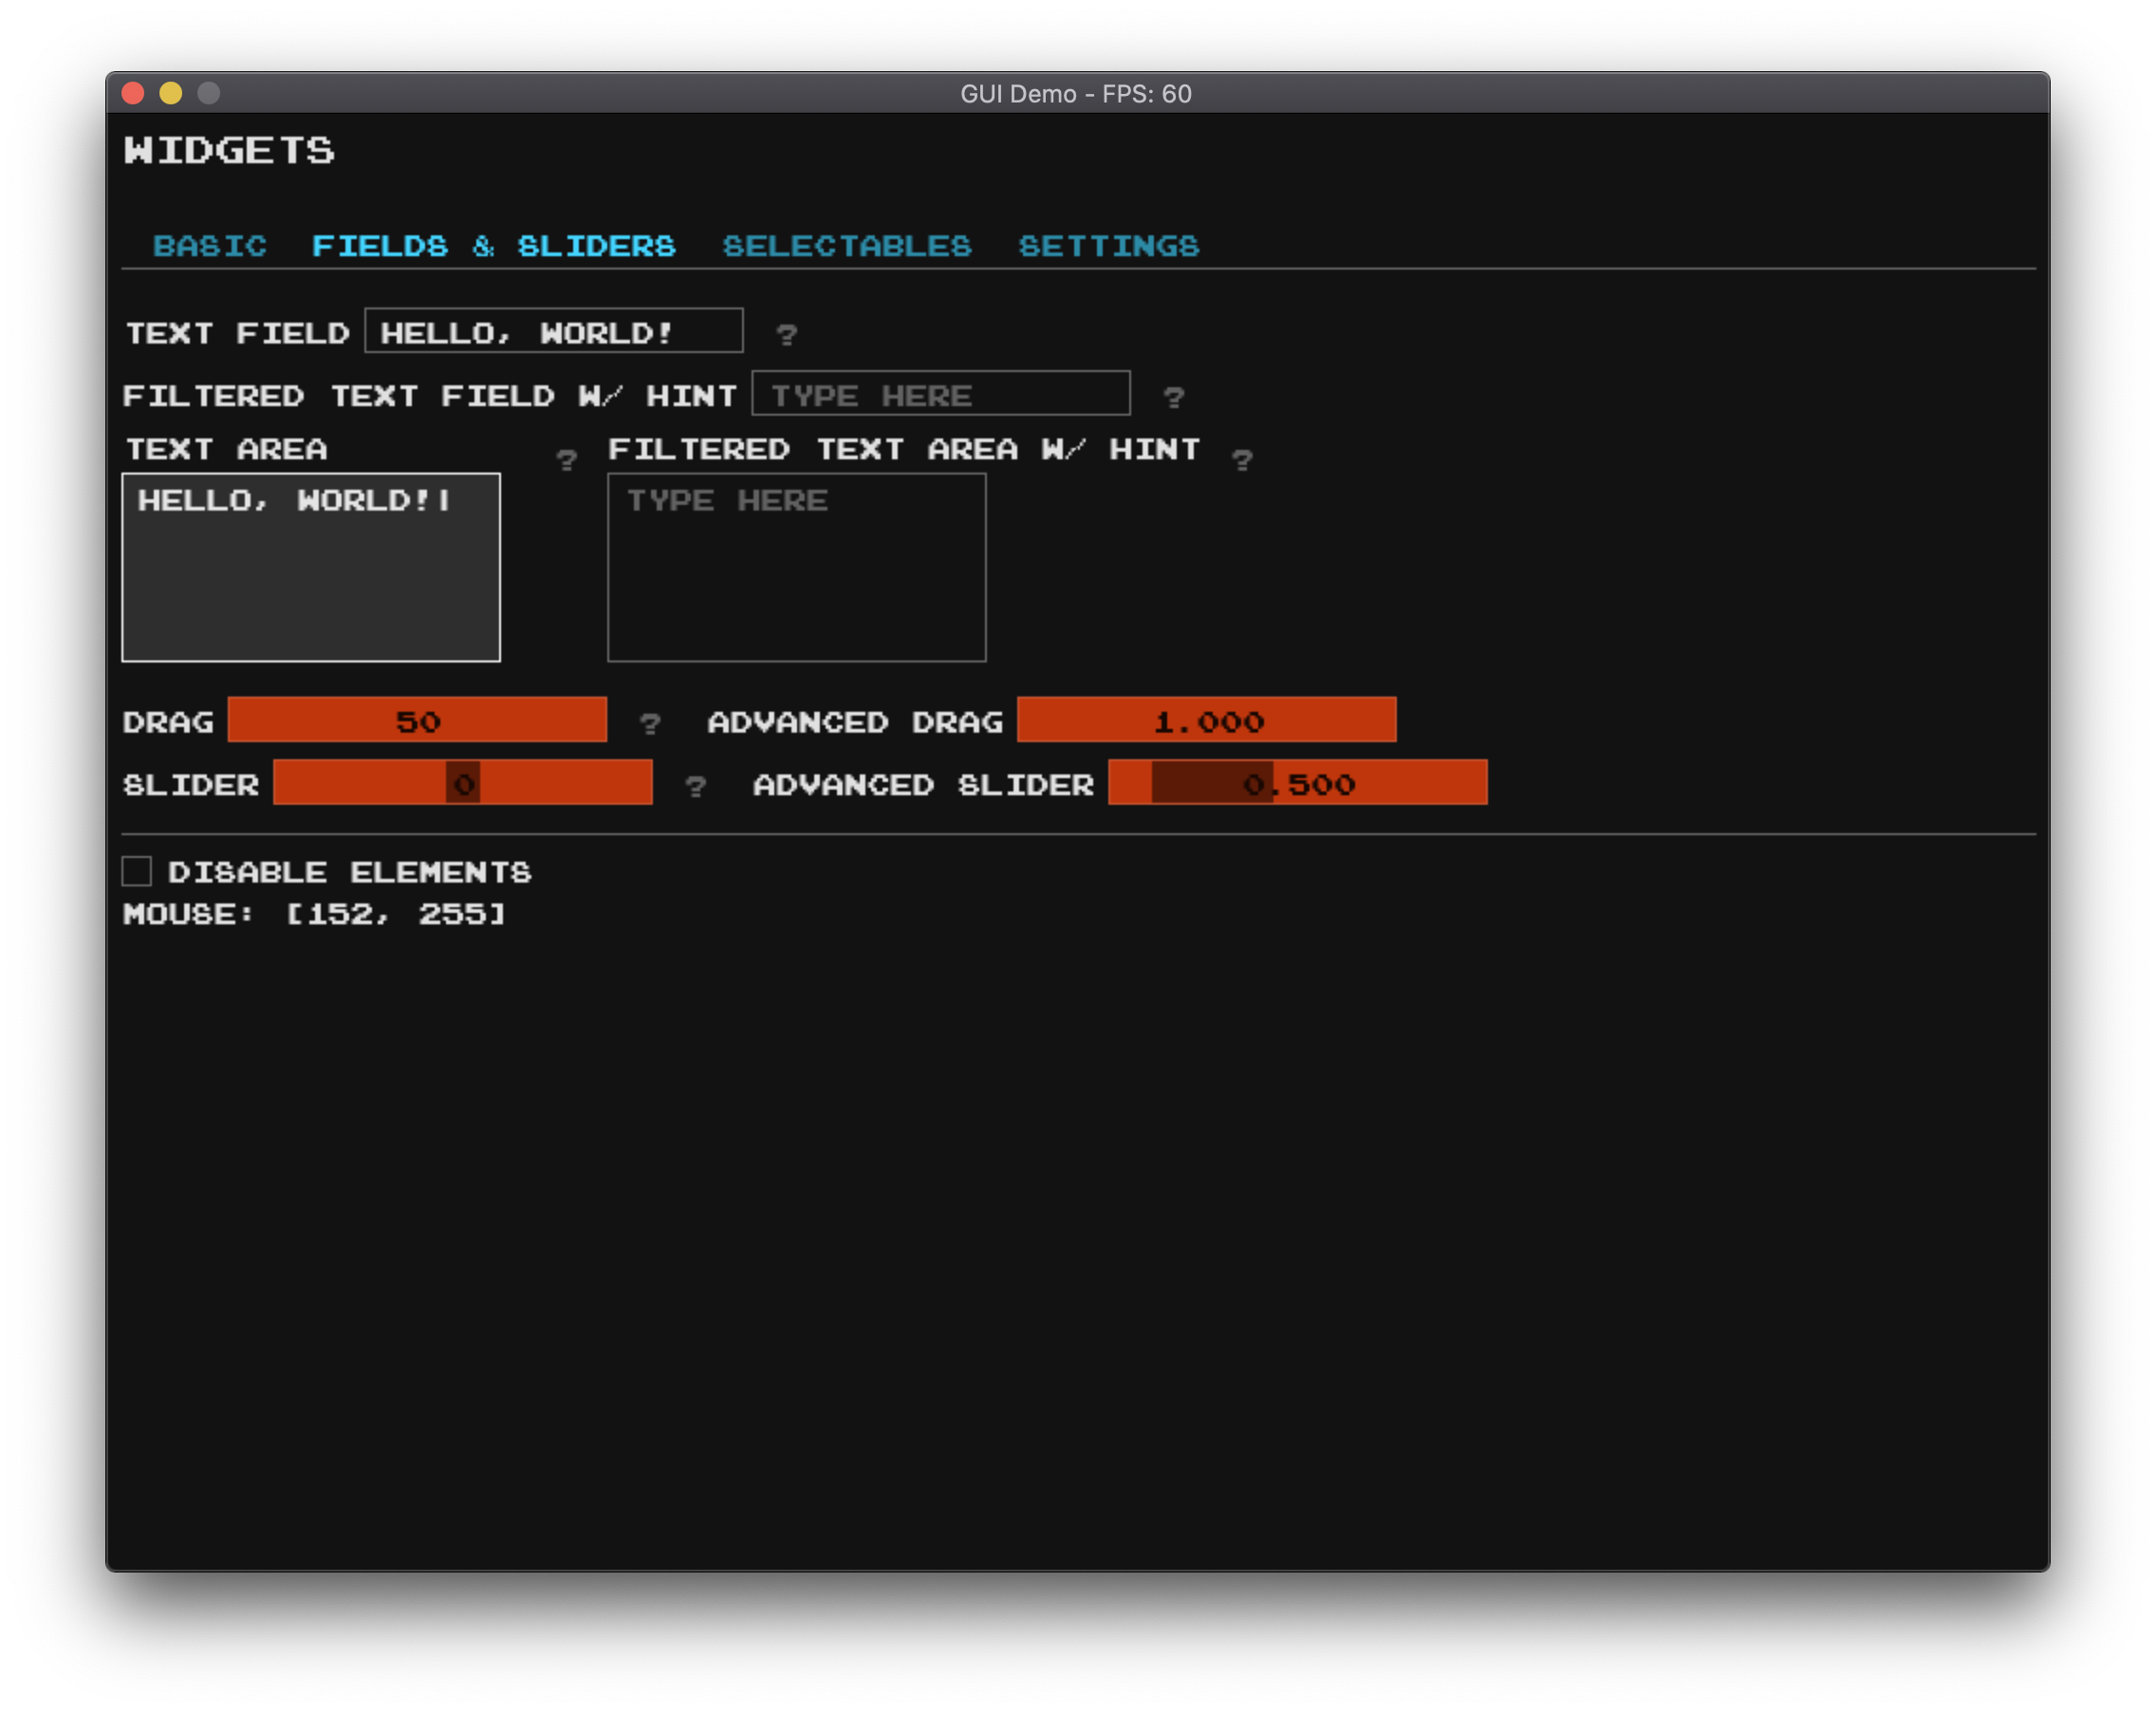 GUI Demo - FPS: 60
WIDGETS
BASIC FIELDS & SLIDERS SELECTABLES SETTINGS
TEXT FIELD HELLO, WORLD! ?
FILTERED TEXT FIELD W/ HINT TYPE HERE ?
TEXT AREA ? FILTERED TEXT AREA W/ HINT ?
HELLO, WORLD! TYPE HERE
DRAG 50 ? ADVANCED DRAG 1.000
SLIDER 0 ? ADVANCED SLIDER 0.500
DISABLE ELEMENTS
MOUSE: [152, 255]